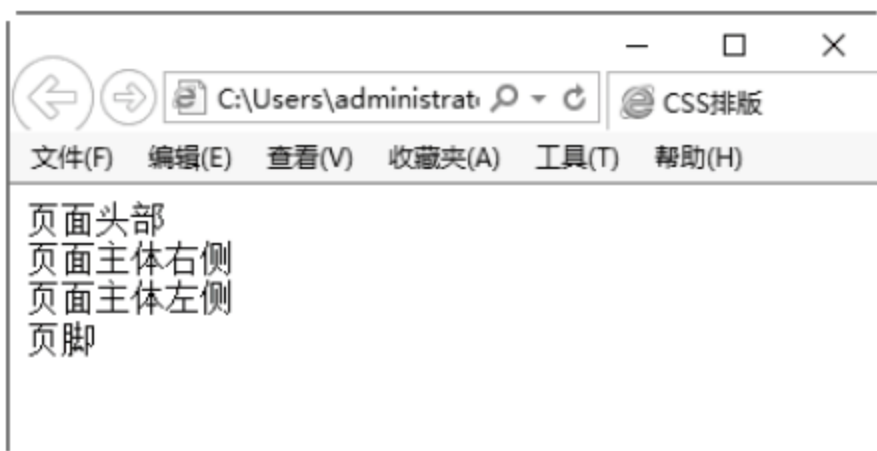 C:\Users\administrat
CSS排版
文件(F) 编辑(E) 查看(V) 收藏夹(A) 工具(T) 帮助(H)
页面头部
页面主体右侧
页面主体左侧
页脚